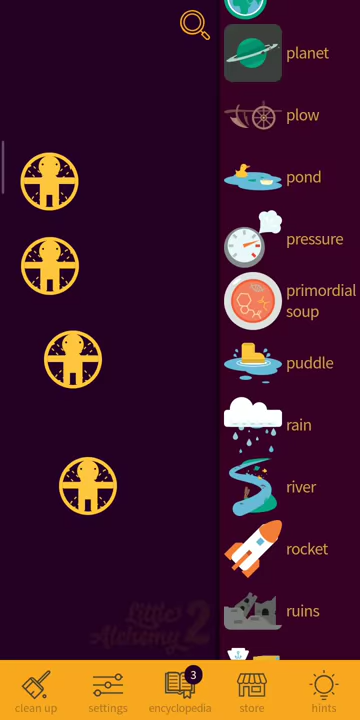 planet
plow
pond
pressure
primordial
soup
puddle
rain
river
rocket
ruins
Little
Alchemy 2
3
clean up
settings
encyclopedia
store
hints